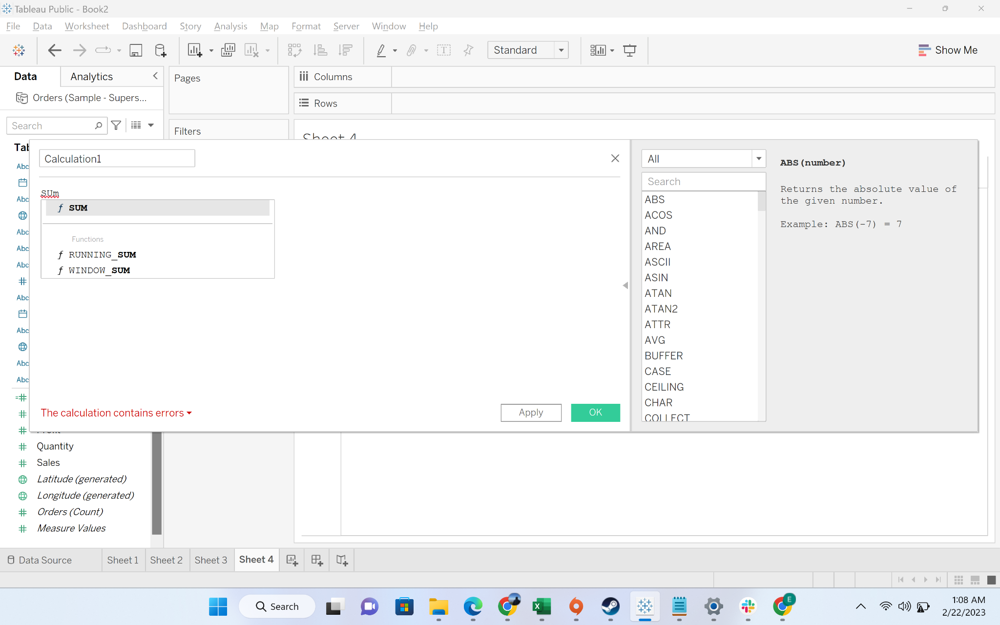 Tableau Public - Book2
File Data Worksheet Dashboard Story Analysis Map Format Server Window Help
Standard
Show Me
Data Analytics
Pages
Columns
Orders (Sample - Supers...
Rows
Search
Filters
Sheet 4
Tab
Calculation1
All
ABS(number)
Abc
Search
Returns the absolute value of
the given number.
Example: ABS(-7) = 7
SUm
SUM
Functions
RUNNING_SUM
WINDOW_SUM
ABS
ACOS
AND
AREA
ASCII
ASIN
ATAN
ATAN2
ATTR
AVG
BUFFER
CASE
CEILING
CHAR
COLLECT
Abc
Abc
Abc
Abc
Abc
Abc
Abc
Abc
The calculation contains errors
Apply
OK
Profit
Quantity
Sales
Latitude (generated)
Longitude (generated)
Orders (Count)
Measure Values
Data Source Sheet 1 Sheet 2 Sheet 3 Sheet 4
Search
E
1:08 AM
2/22/2023